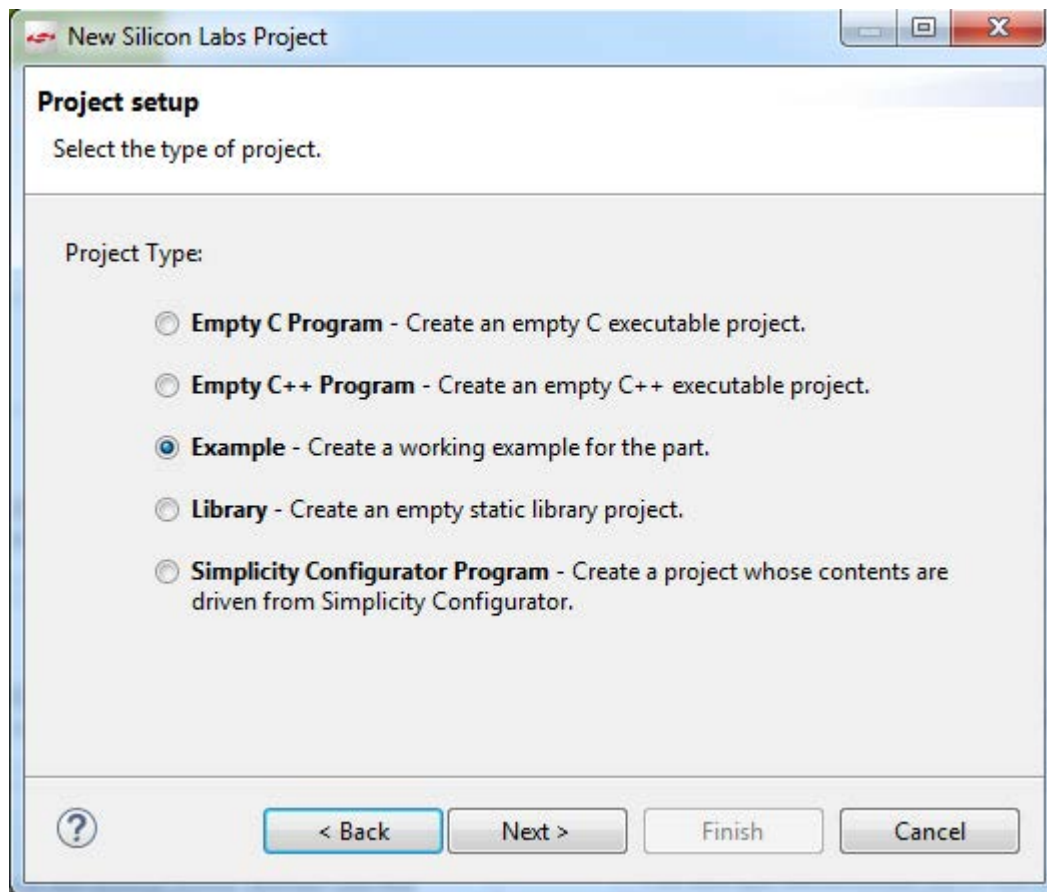 New Silicon Labs Project
Project setup
Select the type of project.
Project Type:
Empty C Program - Create an empty C executable project.
Empty C++ Program - Create an empty C++ executable project.
Example - Create a working example for the part.
Library - Create an empty static library project.
Simplicity Configurator Program - Create a project whose contents are
driven from Simplicity Configurator.
?
< Back
Next >
Finish
Cancel